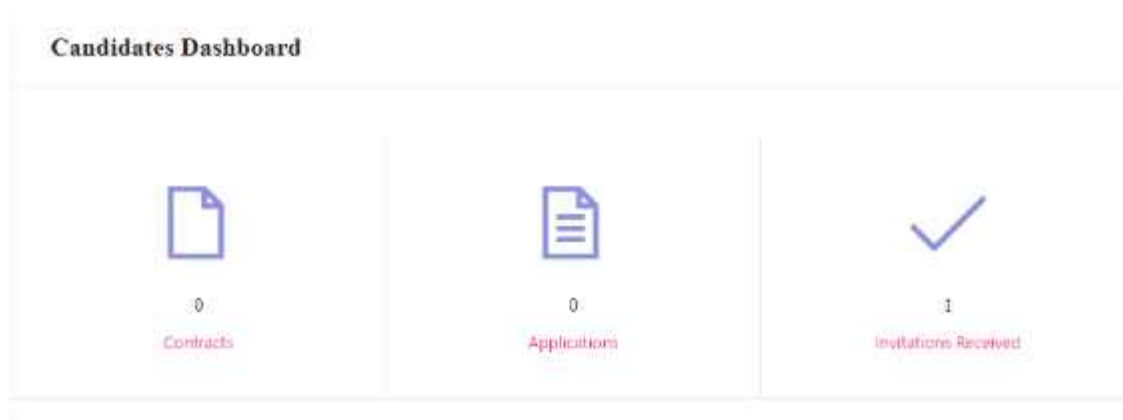 Candidates Dashboard
0
Contracts
0
Applications
1
Invitations Received